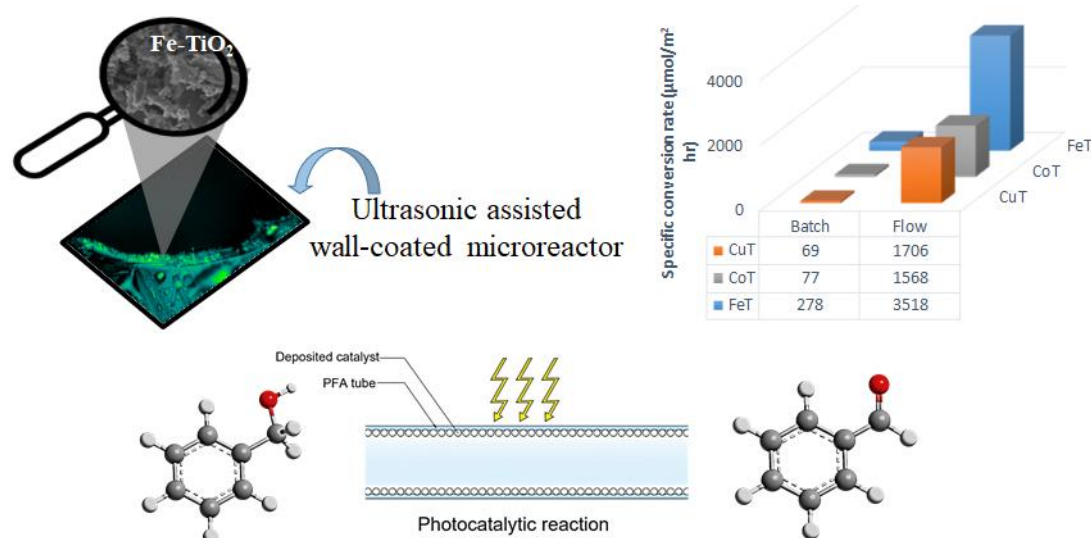 Fe-TiO2
Ultrasonic assisted
wall-coated microreactor
Specific conversion rate (μmol/m²
hr)
4000
2000
0
FeT
CoT
CuT
Batch Flow
CuT 69 1706
CoT 77 1568
FeT 278 3518
Deposited catalyst
PFA tube
Photocatalytic reaction